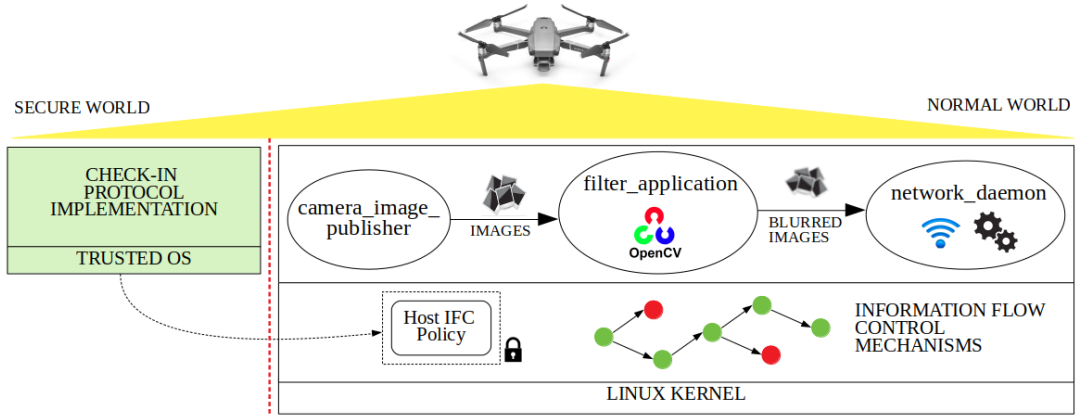 SECURE WORLD
NORMAL WORLD
CHECK-IN
PROTOCOL
IMPLEMENTATION
TRUSTED OS
camera_image_
publisher
IMAGES
filter_application
OpenCV
BLURRED
IMAGES
network_daemon
Host IFC
Policy
INFORMATION FLOW
CONTROL
MECHANISMS
LINUX KERNEL